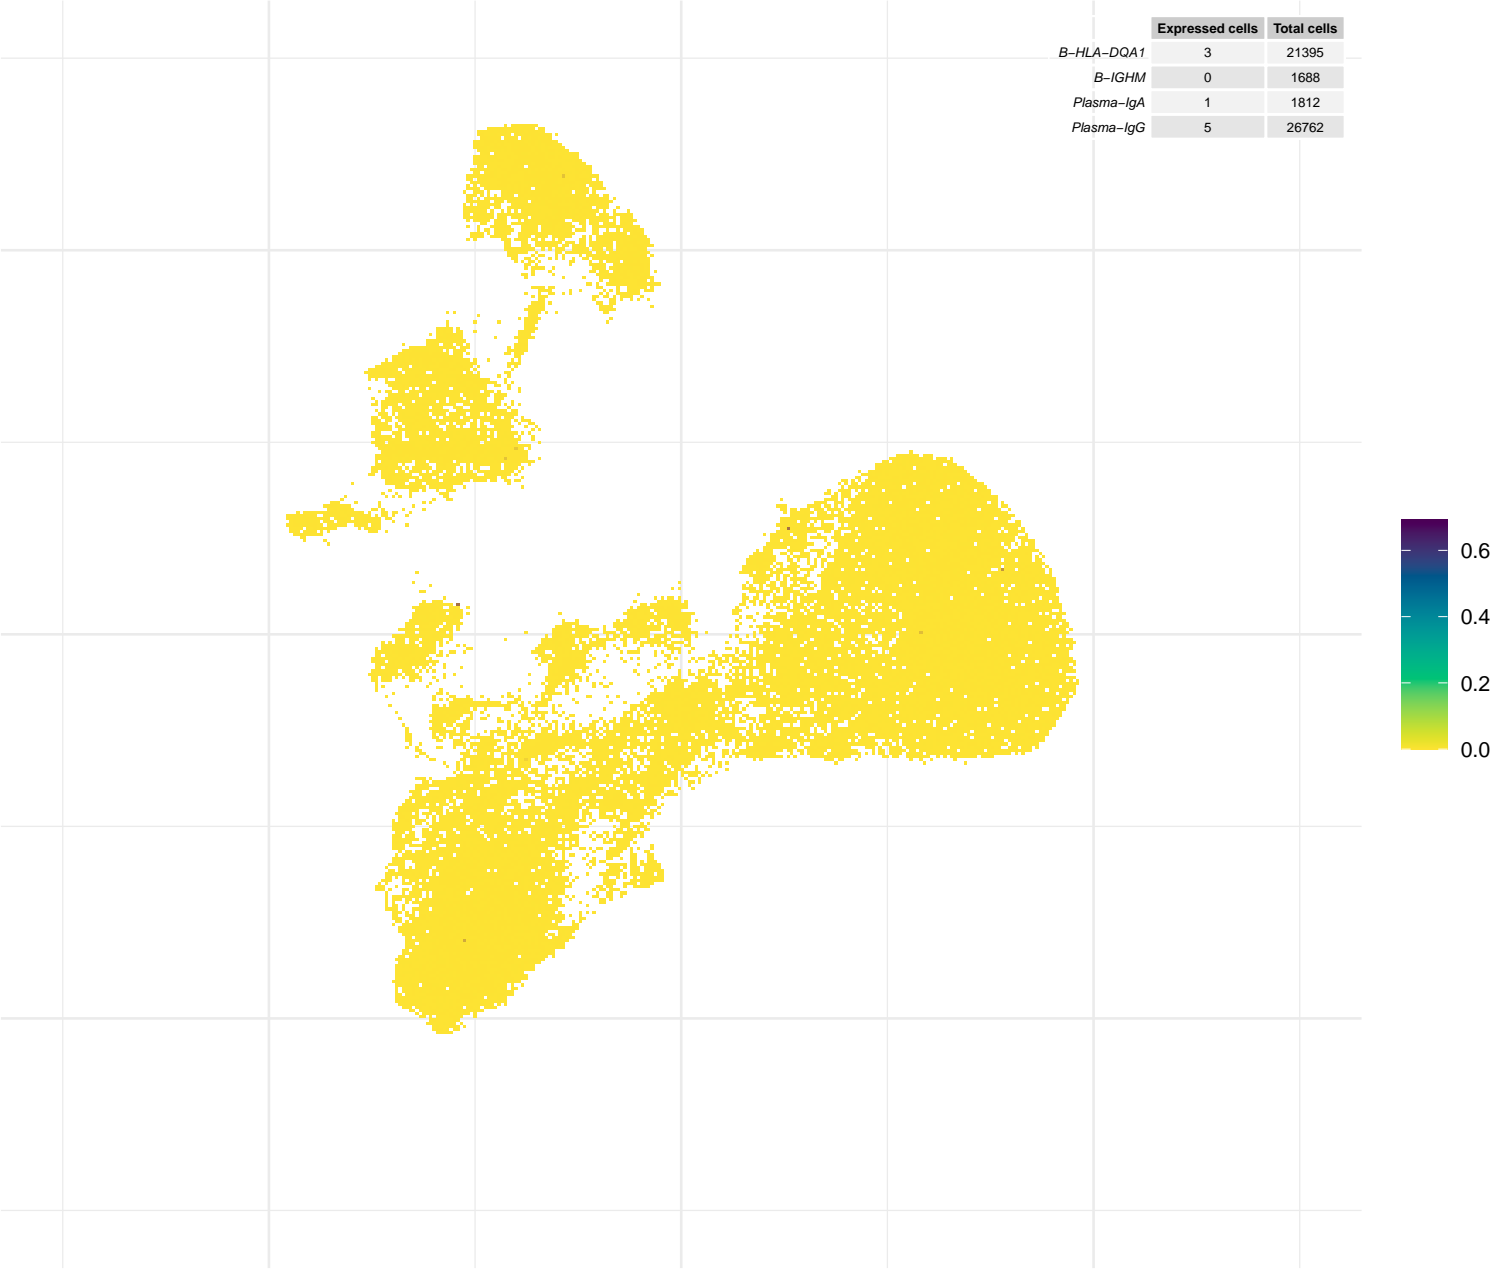 Expressed cells Total cells
B−HLA−DQA1 3 21395
B−IGHM 0 1688
Plasma−IgA 1 1812
Plasma−IgG 5 26762
0.6
0.4
0.2
0.0